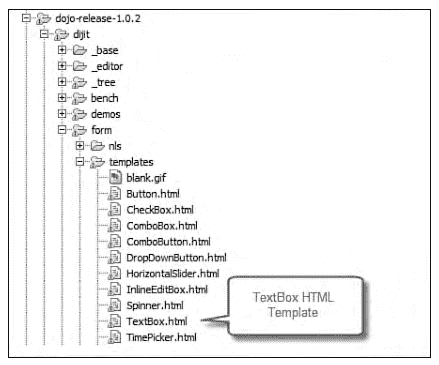 dojo-release-1.0.2
dijit
_base
_editor
_tree
bench
demos
form
nls
templates
blank.gif
Button.html
CheckBox.html
ComboBox.html
ComboButton.html
DropDownButton.html
HorizontalSlider.html
InlineEditBox.html
Spinner.html
TextBox.html
TimePicker.html
TextBox HTML
Template